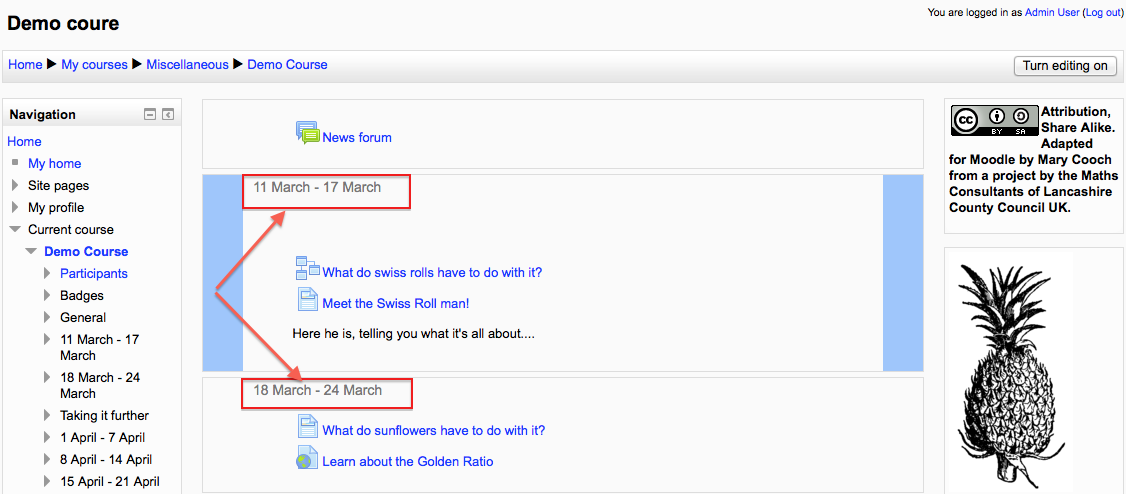 You are logged in as Admin User (Log out)
Demo coure
Home ► My courses ► Miscellaneous ► Demo Course
Turn editing on
Navigation
Home
My home
Site pages
My profile
Current course
Demo Course
Participants
Badges
General
11 March - 17
March
18 March - 24
March
Taking it further
1 April - 7 April
8 April - 14 April
15 April - 21 April
News forum
11 March - 17 March
What do swiss rolls have to do with it?
Meet the Swiss Roll man!
Here he is, telling you what it's all about....
18 March - 24 March
What do sunflowers have to do with it?
Learn about the Golden Ratio
cc
BY SA
Attribution,
Share Alike.
Adapted
for Moodle by Mary Cooch
from a project by the Maths
Consultants of Lancashire
County Council UK.